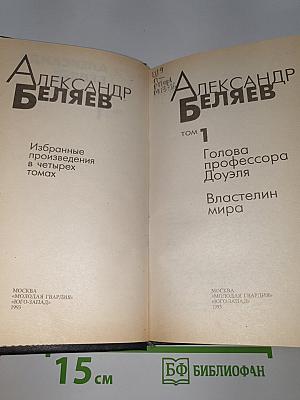 Александр
Беляев
Избранные
произведения
в четырех
томах
МОСКВА
«МОЛОДАЯ ГВАРДИЯ»
«ЮГО-ЗАПАД»
1993
Александр
Беляев
ТОМ 1
Голова
профессора
Доуэля
Властелин
мира
МОСКВА
«МОЛОДАЯ ГВАРДИЯ»
«ЮГО-ЗАПАД»
1993
15 см
БФ БИБЛИОФАН